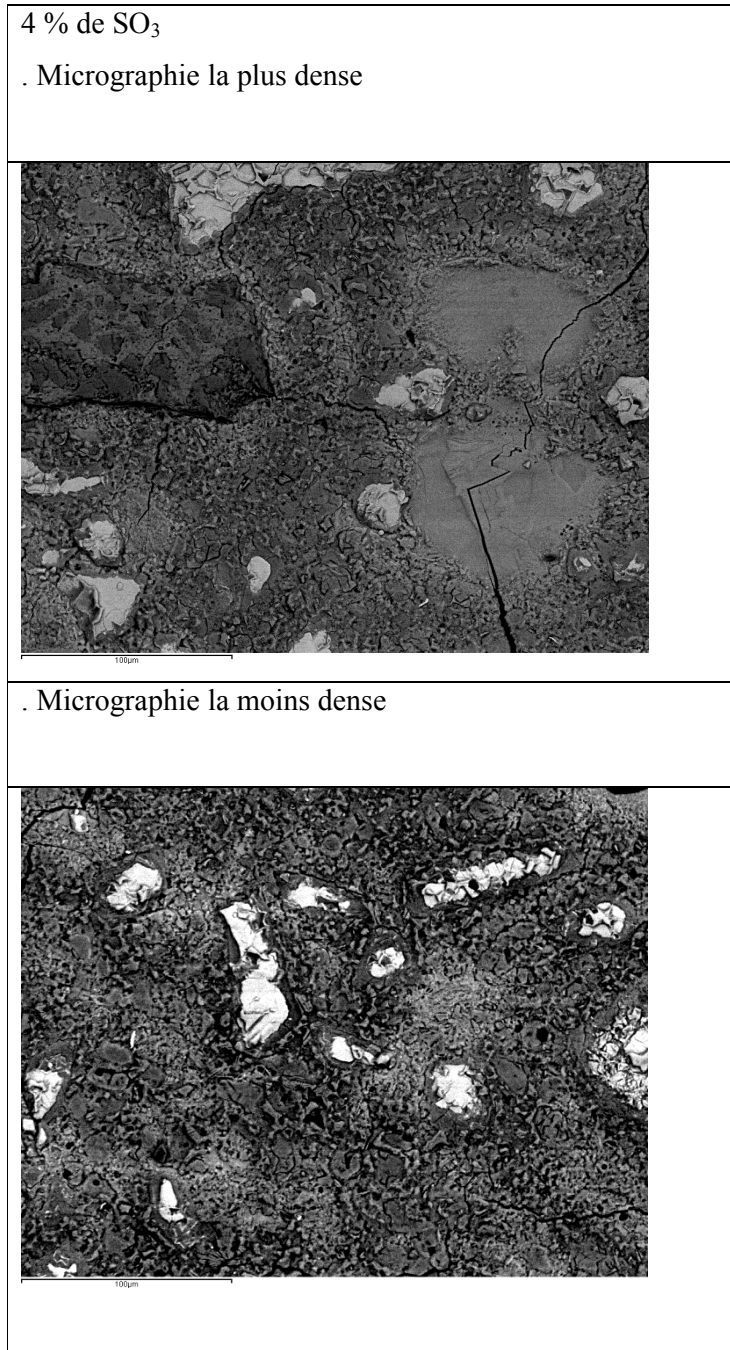 4 % de SO₃
. Micrographie la plus dense
100µm
. Micrographie la moins dense
100µm